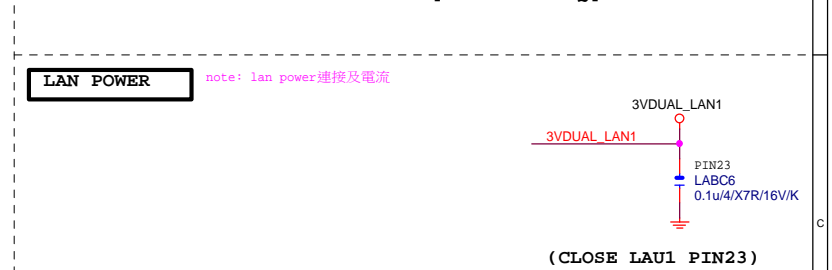 LAN POWER
note: lan power連接及電流
3VDUAL_LAN1
3VDUAL_LAN1
PIN23
LABC6
0.1u/4/X7R/16V/K
C
(CLOSE LAU1 PIN23)